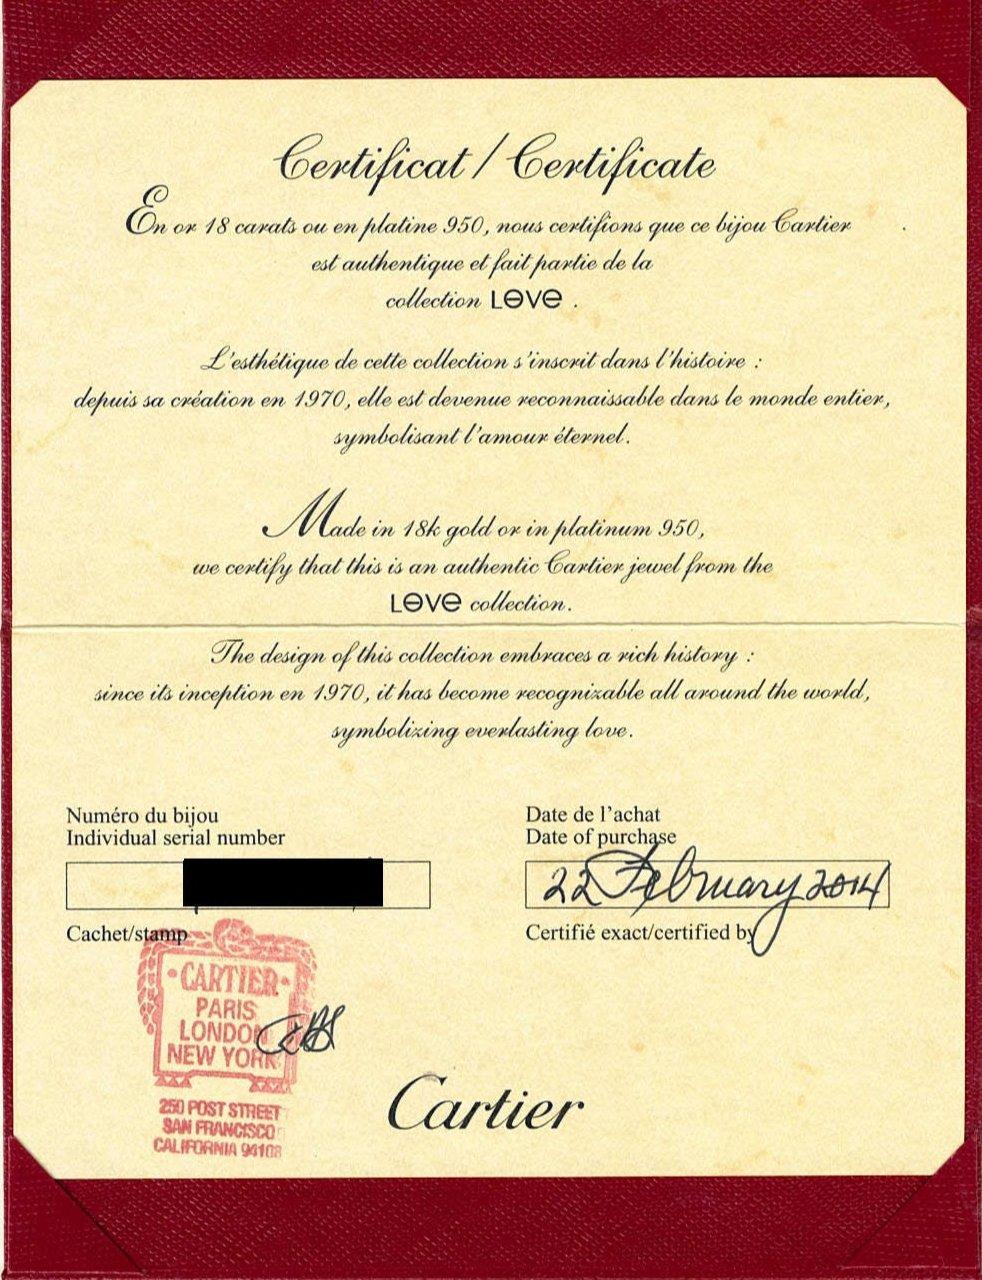 Certificat / Certificate
En or 18 carats ou en platine 950, nous certifions que ce bijou Cartier
est authentique et fait partie de la
collection LOVE .
L'esthétique de cette collection s'inscrit dans l'histoire :
depuis sa création en 1970, elle est devenue reconnaissable dans le monde entier,
symbolisant l'amour éternel.
Made in 18k gold or in platinum 950,
we certify that this is an authentic Cartier jewel from the
LOVE collection.
The design of this collection embraces a rich history :
since its inception en 1970, it has become recognizable all around the world,
symbolizing everlasting love.
Numéro du bijou
Individual serial number
Date de l'achat
Date of purchase
22 February 2014
Cachet/stamp
Certifié exact/certified by
CARTIER
PARIS
LONDON
NEW YORK
250 POST STREET
SAN FRANCISCO
CALIFORNIA 94108
Cartier